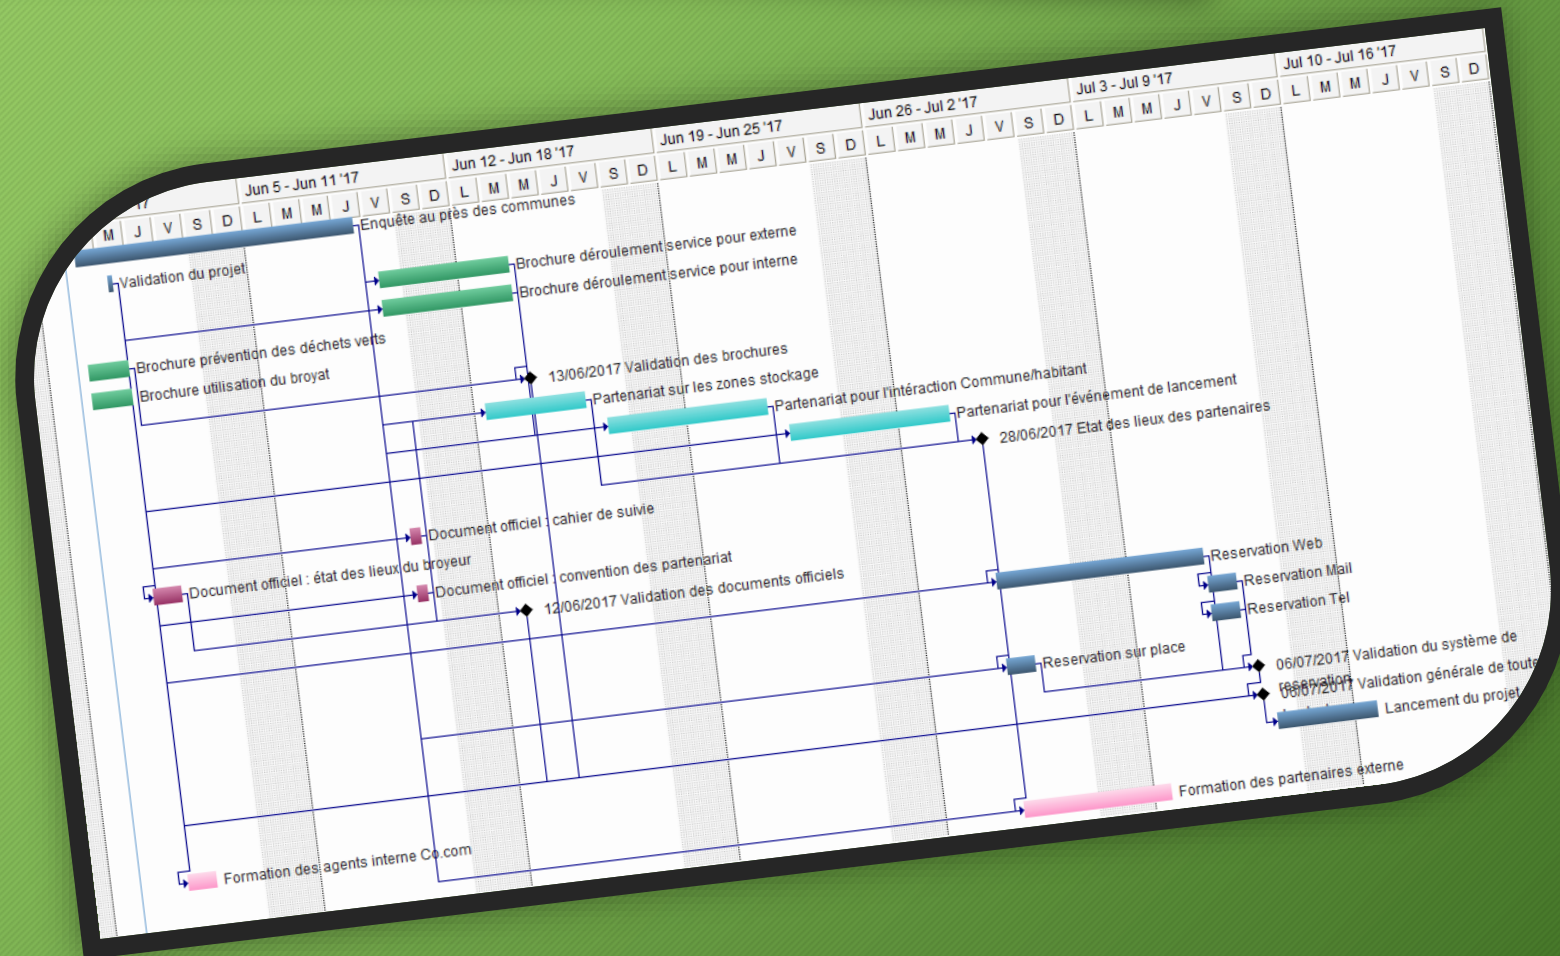 17
Jun 5 - Jun 11 '17
Jun 12 - Jun 18 '17
Jun 19 - Jun 25 '17
Jun 26 - Jul 2 '17
Jul 3 - Jul 9 '17
Jul 10 - Jul 16 '17
M J V S D L M M J V S D L M M J V S D L M M J V S D L M M J V S D L M M J V S D L M M J V S D
Enquête au près des communes
Validation du projet
Brochure déroulement service pour externe
Brochure déroulement service pour interne
Brochure prévention des déchets verts
Brochure utilisation du broyat
13/06/2017 Validation des brochures
Partenariat sur les zones stockage
Partenariat pour l'intéraction Commune/habitant
Partenariat pour l'événement de lancement
28/06/2017 Etat des lieux des partenaires
Document officiel : cahier de suivie
Document officiel : état des lieux du broyeur
Document officiel : convention des partenariat
12/06/2017 Validation des documents officiels
Reservation Web
Reservation Mail
Reservation Tel
Reservation sur place
06/07/2017 Validation du système de
reservation
06/07/2017 Validation générale de toute
Lancement du projet
Formation des partenaires externe
Formation des agents interne Co.com